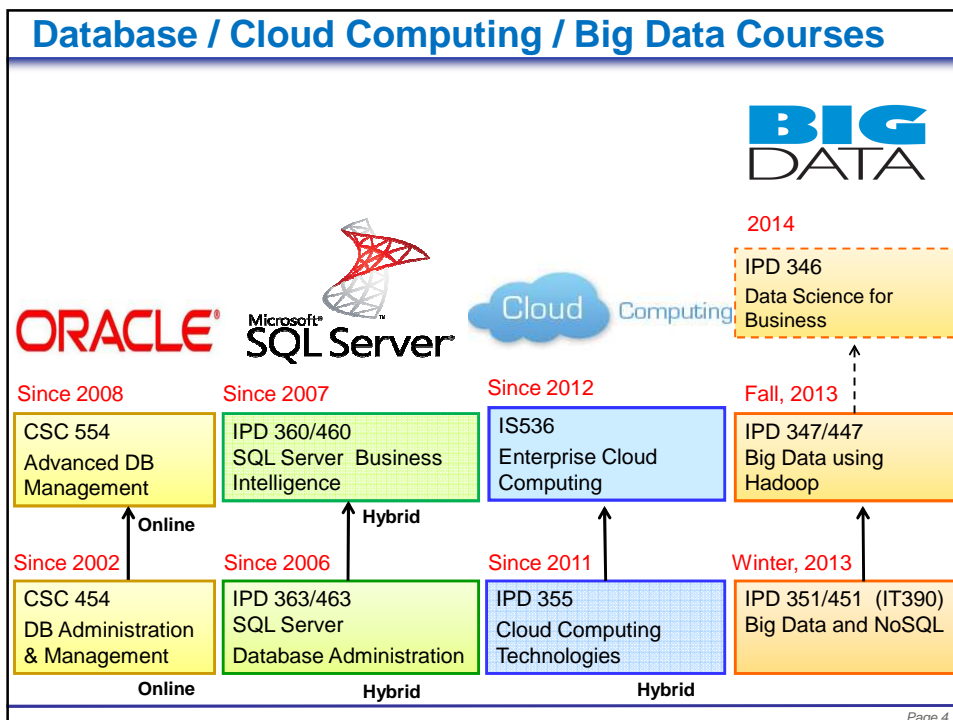 Database / Cloud Computing / Big Data Courses
BIG
DATA
2014
IPD 346
Data Science for
Business
ORACLE®
Microsoft®
SQL Server®
™
Cloud Computing
Since 2008
CSC 554
Advanced DB
Management
Online
Since 2002
CSC 454
DB Administration
& Management
Online
Since 2007
IPD 360/460
SQL Server Business
Intelligence
Hybrid
Since 2006
IPD 363/463
SQL Server
Database Administration
Hybrid
Since 2012
IS536
Enterprise Cloud
Computing
Since 2011
IPD 355
Cloud Computing
Technologies
Hybrid
Fall, 2013
IPD 347/447
Big Data using
Hadoop
Winter, 2013
IPD 351/451 (IT390)
Big Data and NoSQL
Page 4